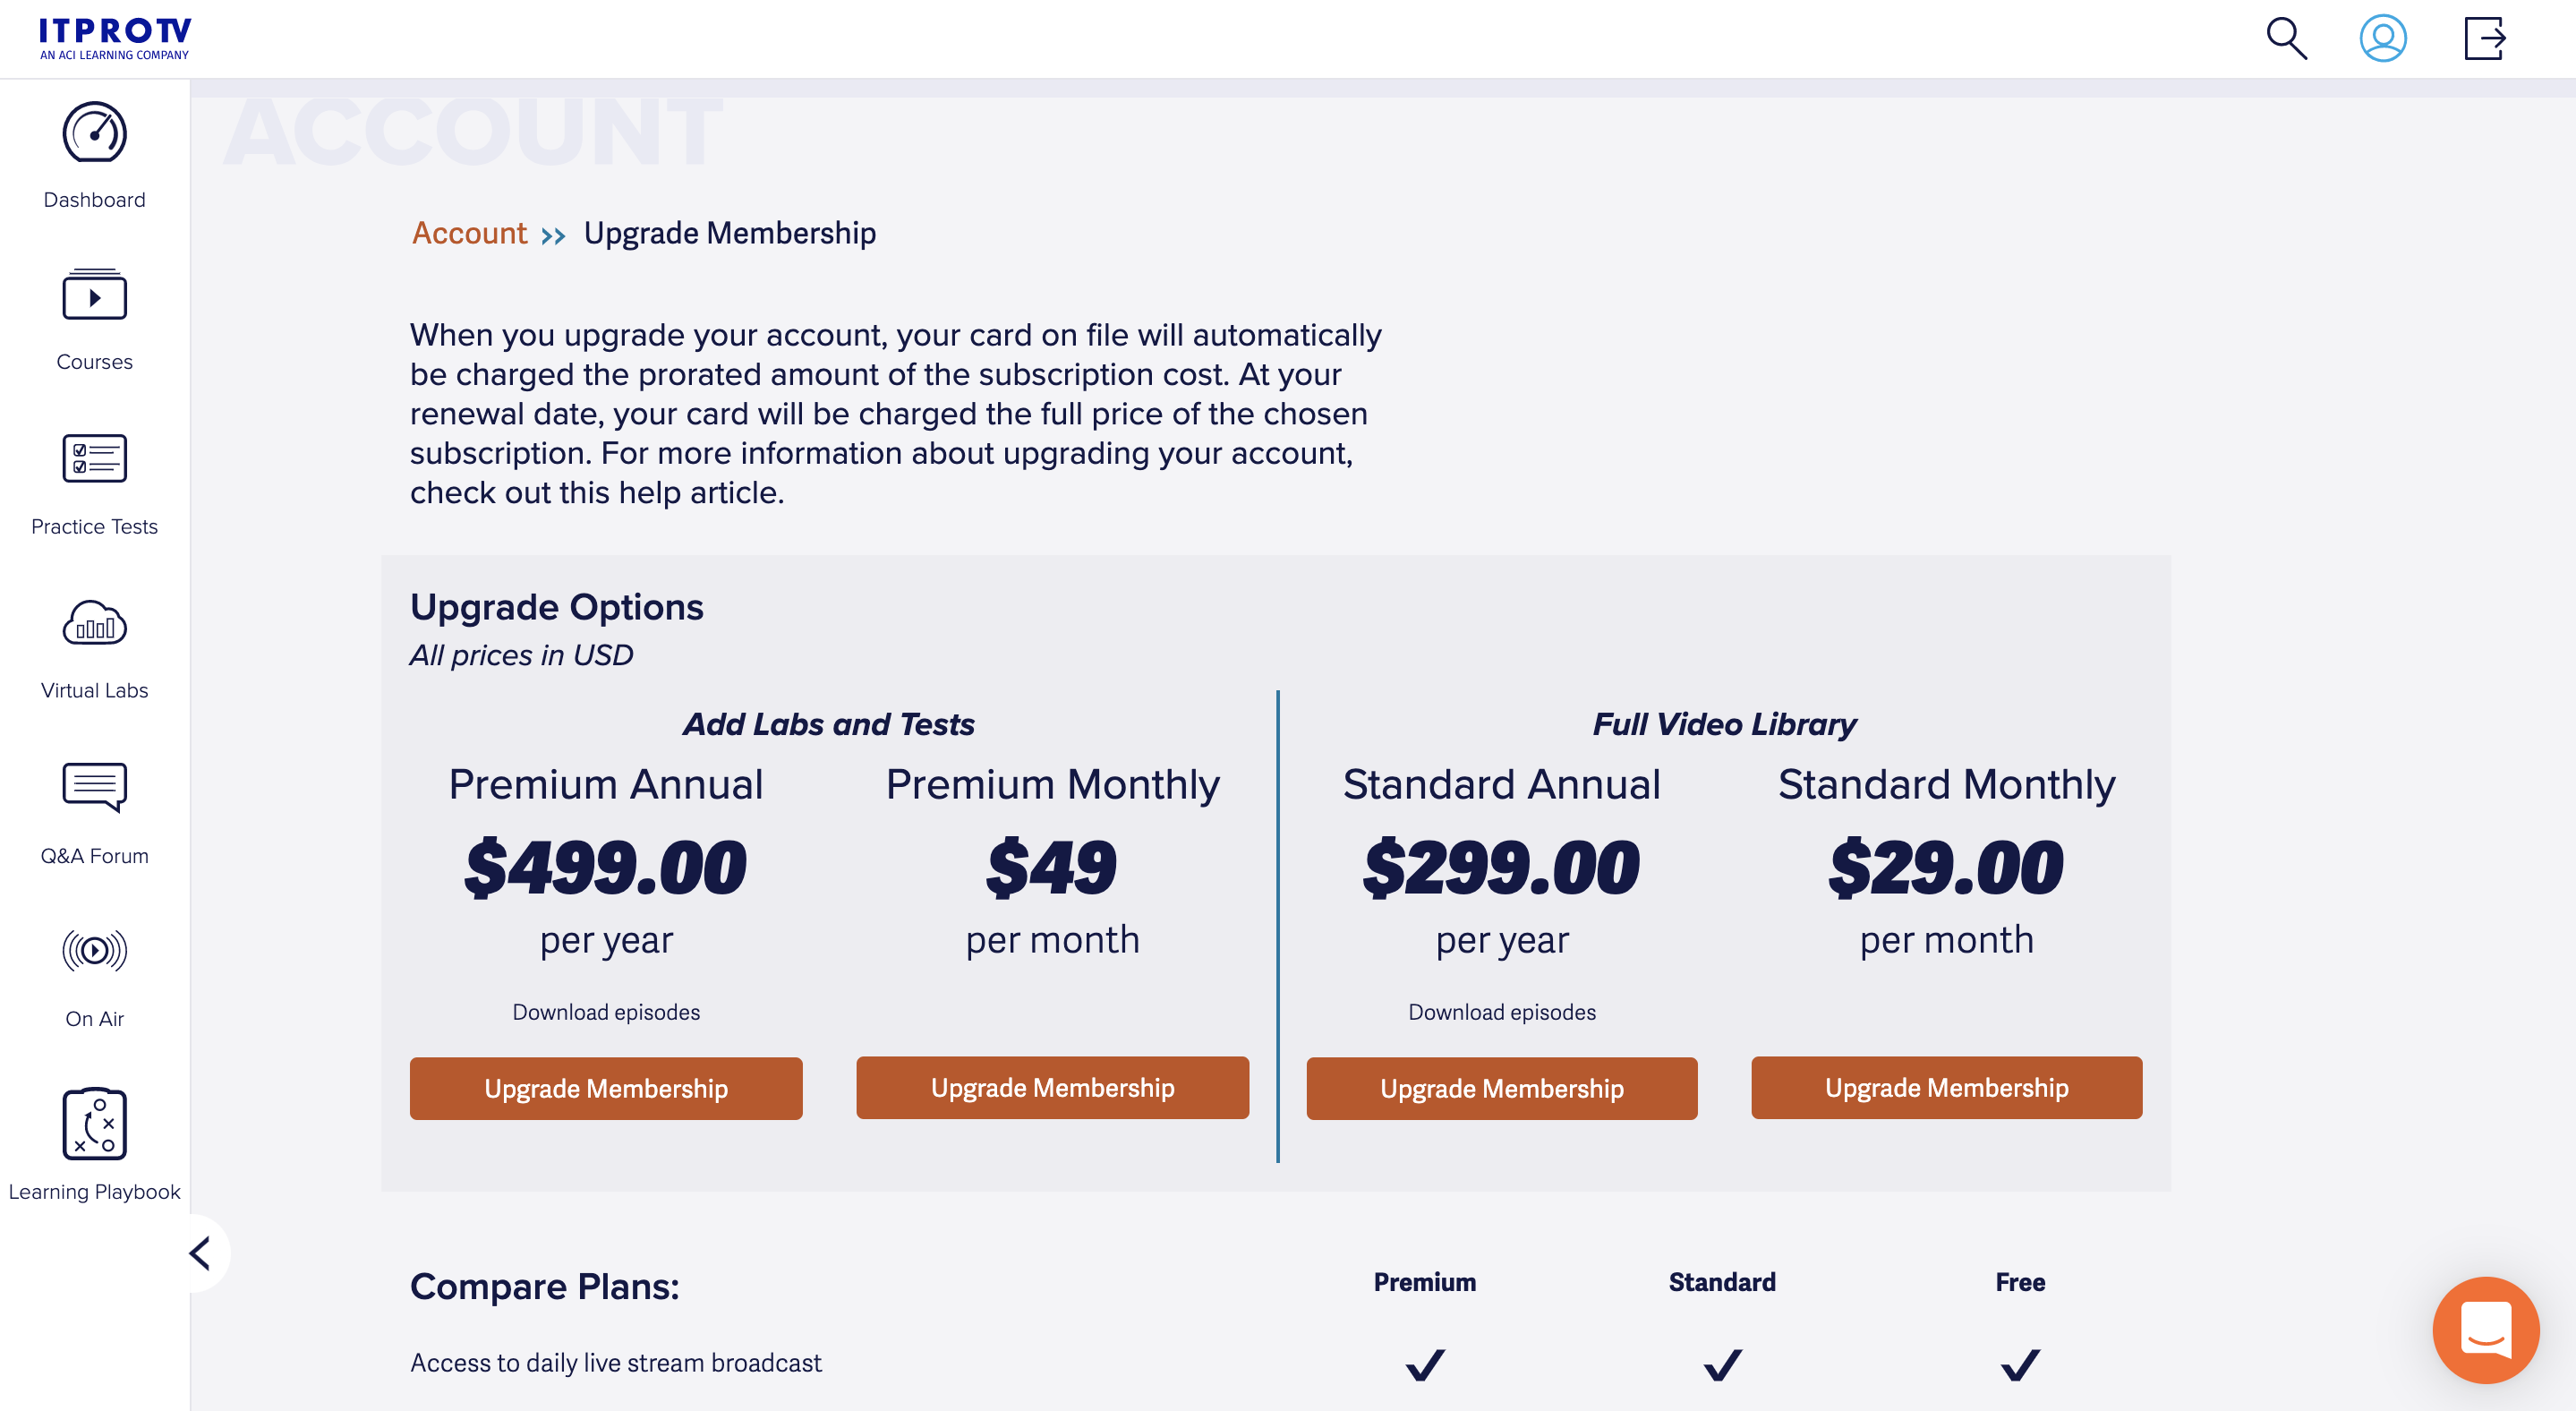 ITPROTV
AN ACI LEARNING COMPANY
ACCOUNT
Dashboard
Courses
Practice Tests
Virtual Labs
Q&A Forum
On Air
Learning Playbook
Account >> Upgrade Membership
When you upgrade your account, your card on file will automatically
be charged the prorated amount of the subscription cost. At your
renewal date, your card will be charged the full price of the chosen
subscription. For more information about upgrading your account,
check out this help article.
Upgrade Options
All prices in USD
Add Labs and Tests
Premium Annual
$499.00
per year
Download episodes
Upgrade Membership
Premium Monthly
$49
per month
Upgrade Membership
Full Video Library
Standard Annual
$299.00
per year
Download episodes
Upgrade Membership
Standard Monthly
$29.00
per month
Upgrade Membership
Compare Plans: Premium Standard Free
Access to daily live stream broadcast ✓ ✓ ✓